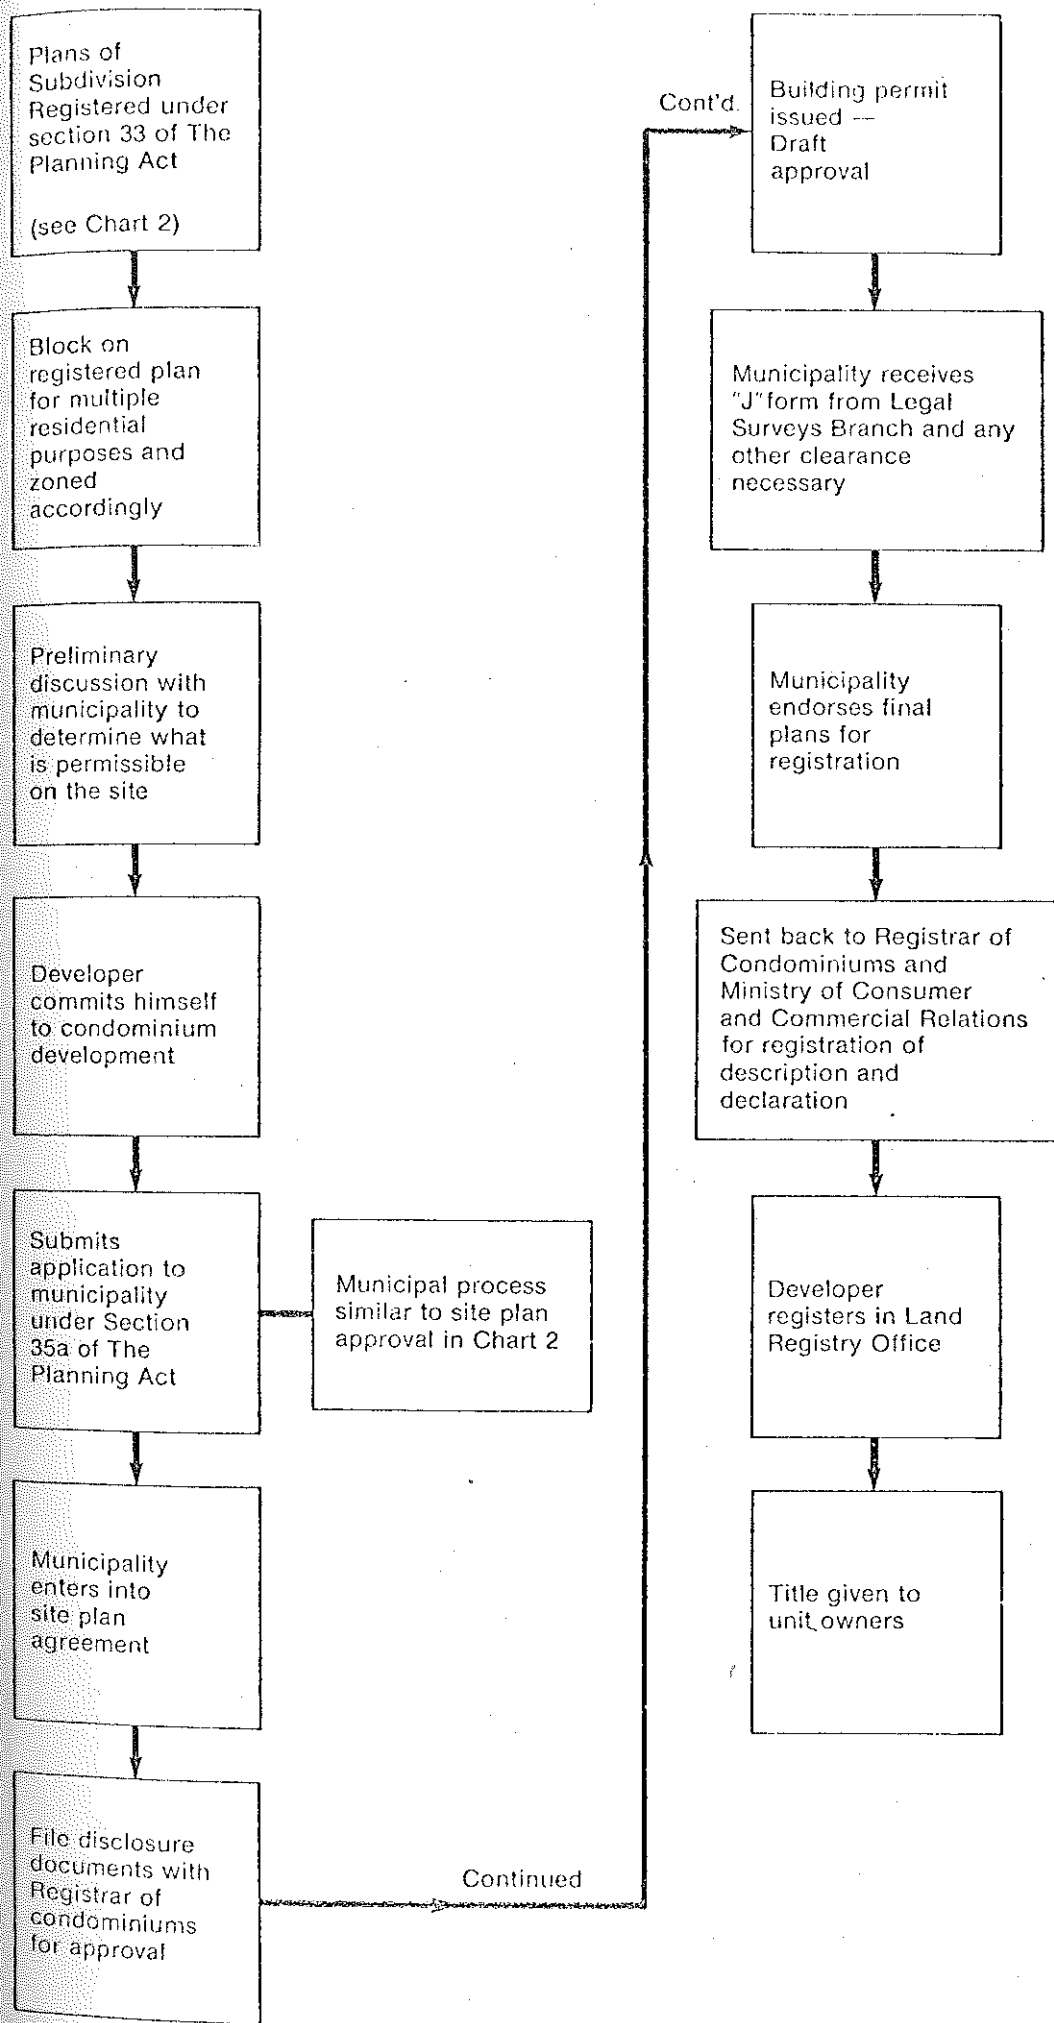 Plans of
Subdivision
Registered under
section 33 of The
Planning Act
(see Chart 2)
Block on
registered plan
for multiple
residential
purposes and
zoned
accordingly
Preliminary
discussion with
municipality to
determine what
is permissible
on the site
Developer
commits himself
to condominium
development
Submits
application to
municipality
under Section
35a of The
Planning Act
Municipal process
similar to site plan
approval in Chart 2
Municipality
enters into
site plan
agreement
File disclosure
documents with
Registrar of
condominiums
for approval
Continued
Cont'd.
Building permit
issued --
Draft
approval
Municipality receives
"J" form from Legal
Surveys Branch and any
other clearance
necessary
Municipality
endorses final
plans for
registration
Sent back to Registrar of
Condominiums and
Ministry of Consumer
and Commercial Relations
for registration of
description and
declaration
Developer
registers in Land
Registry Office
Title given to
unit owners